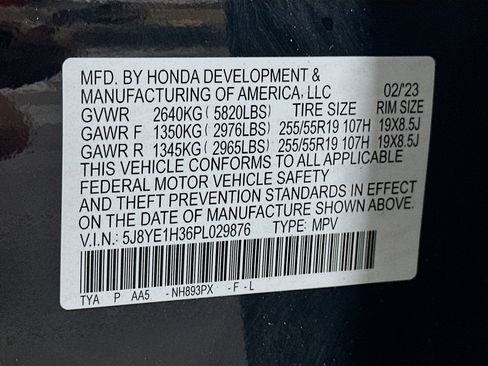 MFD. BY HONDA DEVELOPMENT &
MANUFACTURING OF AMERICA, LLC 02/'23
GVWR 2640KG ( 5820LBS) TIRE SIZE RIM SIZE
GAWR F 1350KG ( 2976LBS) 255/55R19 107H 19X8.5J
GAWR R 1345KG ( 2965LBS) 255/55R19 107H 19X8.5J
THIS VEHICLE CONFORMS TO ALL APPLICABLE
FEDERAL MOTOR VEHICLE SAFETY
AND THEFT PREVENTION STANDARDS IN EFFECT
ON THE DATE OF MANUFACTURE SHOWN ABOVE.
V.I.N.: 5J8YE1H36PL029876 TYPE: MPV
TYA P AA5 -NH893PX -F-L